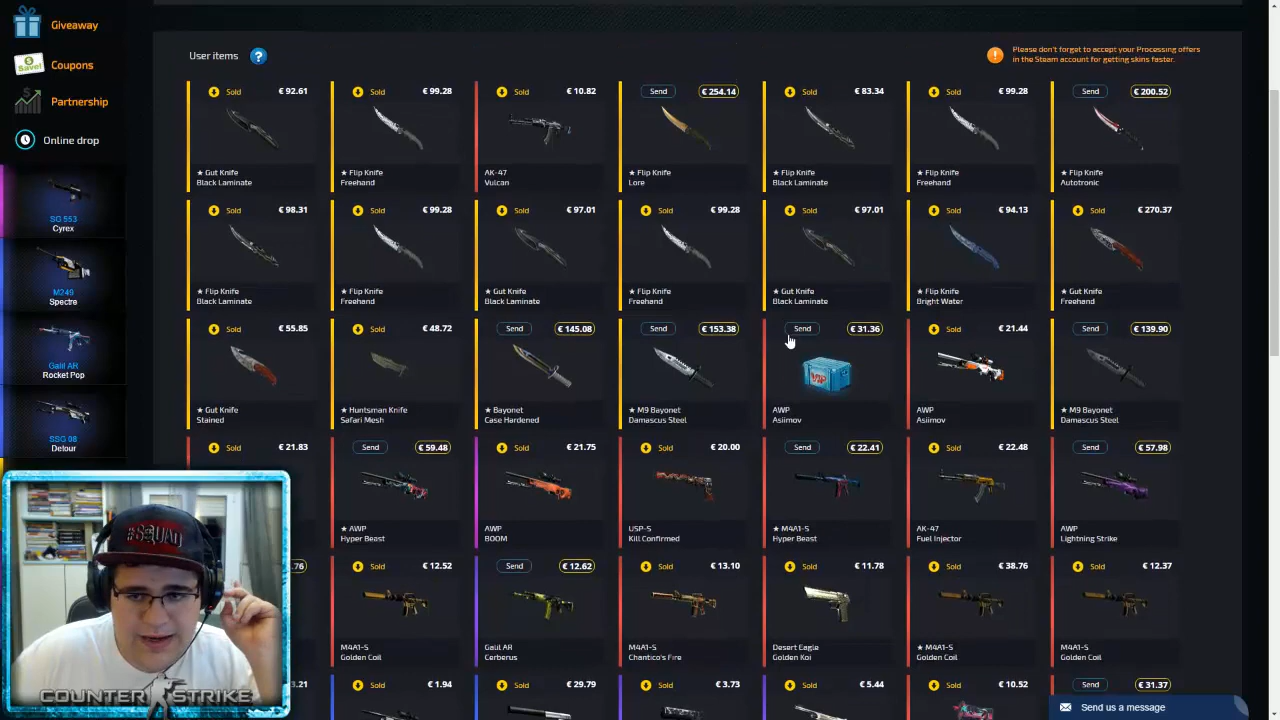 Giveaway
Coupons
Partnership
Online drop
SG 553
Cyrex
M249
Spectre
Galil AR
Rocket Pop
SSG 08
Detour
User items ?
Please don't forget to accept your Processing offers
in the Steam account for getting skins faster.
Sold € 92.61
★ Gut Knife
Black Laminate
Sold € 99.28
★ Flip Knife
Freehand
Sold € 10.82
AK-47
Vulcan
Send € 254.14
★ Flip Knife
Lore
Sold € 83.34
★ Flip Knife
Black Laminate
Sold € 99.28
★ Flip Knife
Freehand
Send € 200.52
★ Flip Knife
Autotronic
Sold € 98.31
★ Flip Knife
Black Laminate
Sold € 99.28
★ Flip Knife
Freehand
Sold € 97.01
★ Gut Knife
Black Laminate
Sold € 99.28
★ Flip Knife
Freehand
Sold € 97.01
★ Gut Knife
Black Laminate
Sold € 94.13
★ Flip Knife
Bright Water
Sold € 270.37
★ Gut Knife
Freehand
Sold € 55.85
★ Gut Knife
Stained
Sold € 48.72
★ Huntsman Knife
Safari Mesh
Send € 145.08
★ Bayonet
Case Hardened
Send € 153.38
★ M9 Bayonet
Damascus Steel
Send € 31.36
VIP
AWP
Asiimov
Sold € 21.44
AWP
Asiimov
Send € 139.90
★ M9 Bayonet
Damascus Steel
Sold € 21.83
Send € 59.48
★ AWP
Hyper Beast
Sold € 21.75
AWP
BOOM
Sold € 20.00
USP-S
Kill Confirmed
Send € 22.41
★ M4A1-S
Hyper Beast
Sold € 22.48
AK-47
Fuel Injector
Send € 57.98
AWP
Lightning Strike
.76
Sold € 12.52
M4A1-S
Golden Coil
Send € 12.62
Galil AR
Cerberus
Sold € 13.10
M4A1-S
Chantico's Fire
Sold € 11.78
Desert Eagle
Golden Koi
Sold € 38.76
★ M4A1-S
Golden Coil
Sold € 12.37
M4A1-S
Golden Coil
3.21
Sold € 1.94
Sold € 29.79
Sold € 3.73
Sold € 5.44
Sold € 10.52
Send € 31.37
#SQUAD
COUNTER STRIKE
Send us a message